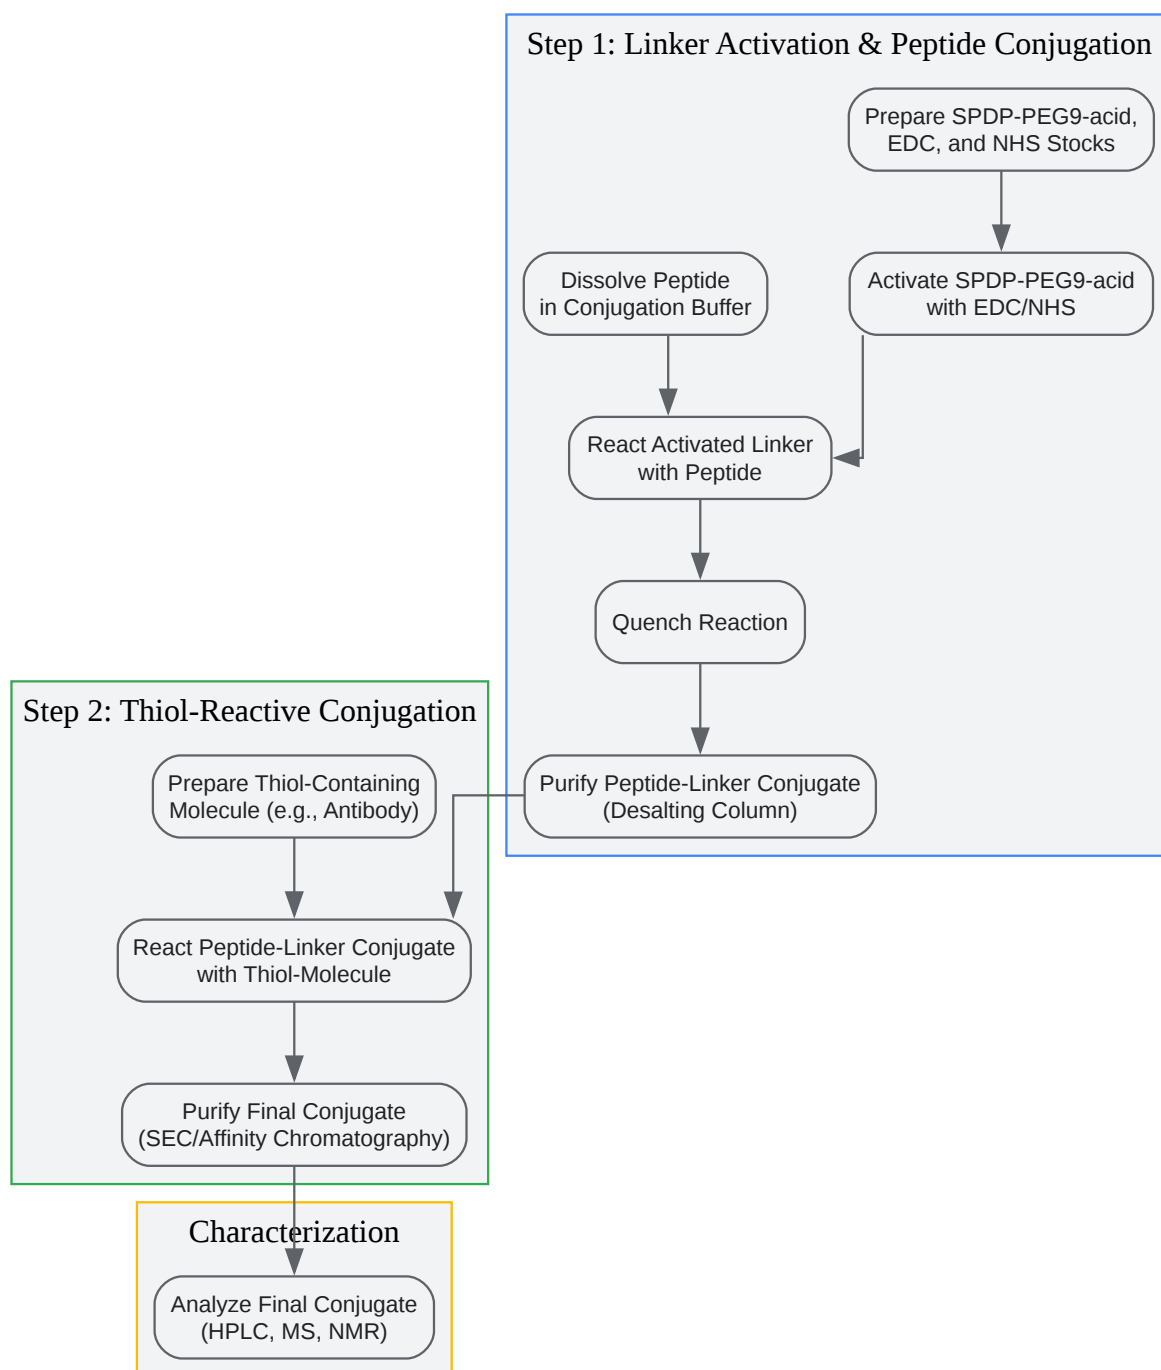 Step 1: Linker Activation & Peptide Conjugation
Prepare SPDP-PEG9-acid,
EDC, and NHS Stocks
Dissolve Peptide
in Conjugation Buffer
Activate SPDP-PEG9-acid
with EDC/NHS
React Activated Linker
with Peptide
Quench Reaction
Purify Peptide-Linker Conjugate
(Desalting Column)
Step 2: Thiol-Reactive Conjugation
Prepare Thiol-Containing
Molecule (e.g., Antibody)
React Peptide-Linker Conjugate
with Thiol-Molecule
Purify Final Conjugate
(SEC/Affinity Chromatography)
Characterization
Analyze Final Conjugate
(HPLC, MS, NMR)